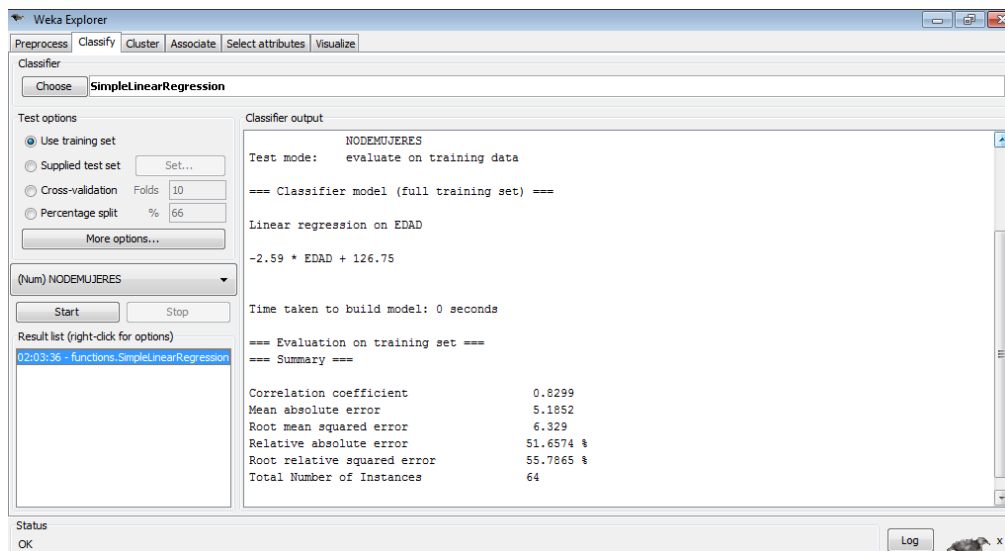 Weka Explorer
Preprocess Classify Cluster Associate Select attributes Visualize
Classifier
Choose SimpleLinearRegression
Test options
Use training set
Supplied test set Set...
Cross-validation Folds 10
Percentage split % 66
More options...
(Num) NODEMUJERES
Start Stop
Result list (right-click for options)
02:03:36 - functions.SimpleLinearRegression
Classifier output
NODEMUJERES
Test mode: evaluate on training data
=== Classifier model (full training set) ===
Linear regression on EDAD
-2.59 * EDAD + 126.75
Time taken to build model: 0 seconds
=== Evaluation on training set ===
=== Summary ===
Correlation coefficient 0.8299
Mean absolute error 5.1852
Root mean squared error 6.329
Relative absolute error 51.6574 %
Root relative squared error 55.7865 %
Total Number of Instances 64
Status
OK
Log
x